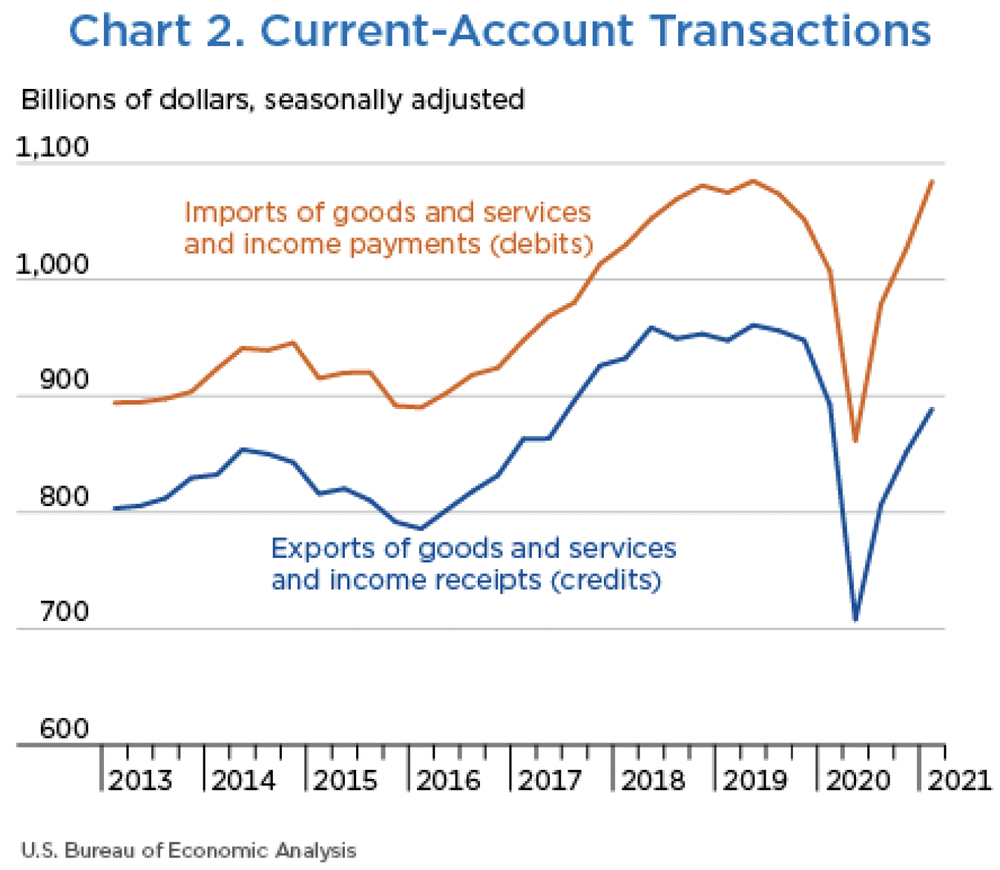 Chart 2. Current-Account Transactions
Billions of dollars, seasonally adjusted
1,100
Imports of goods and services
and income payments (debits)
1,000
900
800
Exports of goods and services
and income receipts (credits)
700
600
2013 2014 2015 2016 2017 2018 2019 2020 2021
U.S. Bureau of Economic Analysis